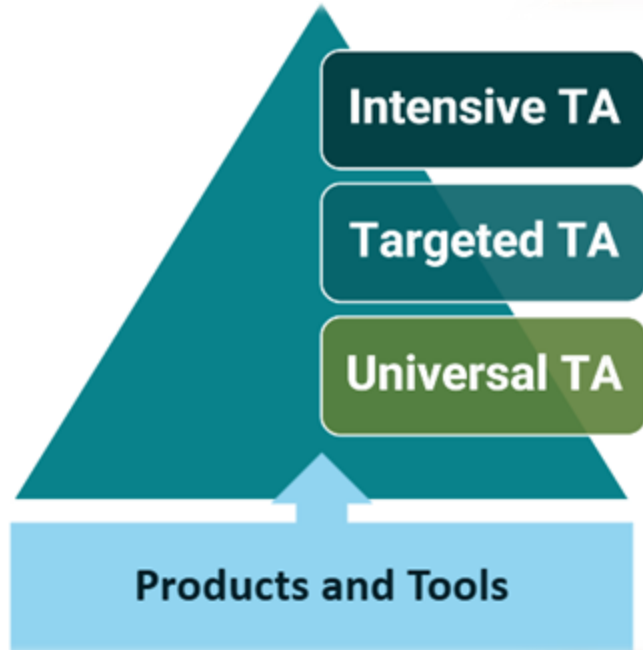 Intensive TA
Targeted TA
Universal TA
Products and Tools